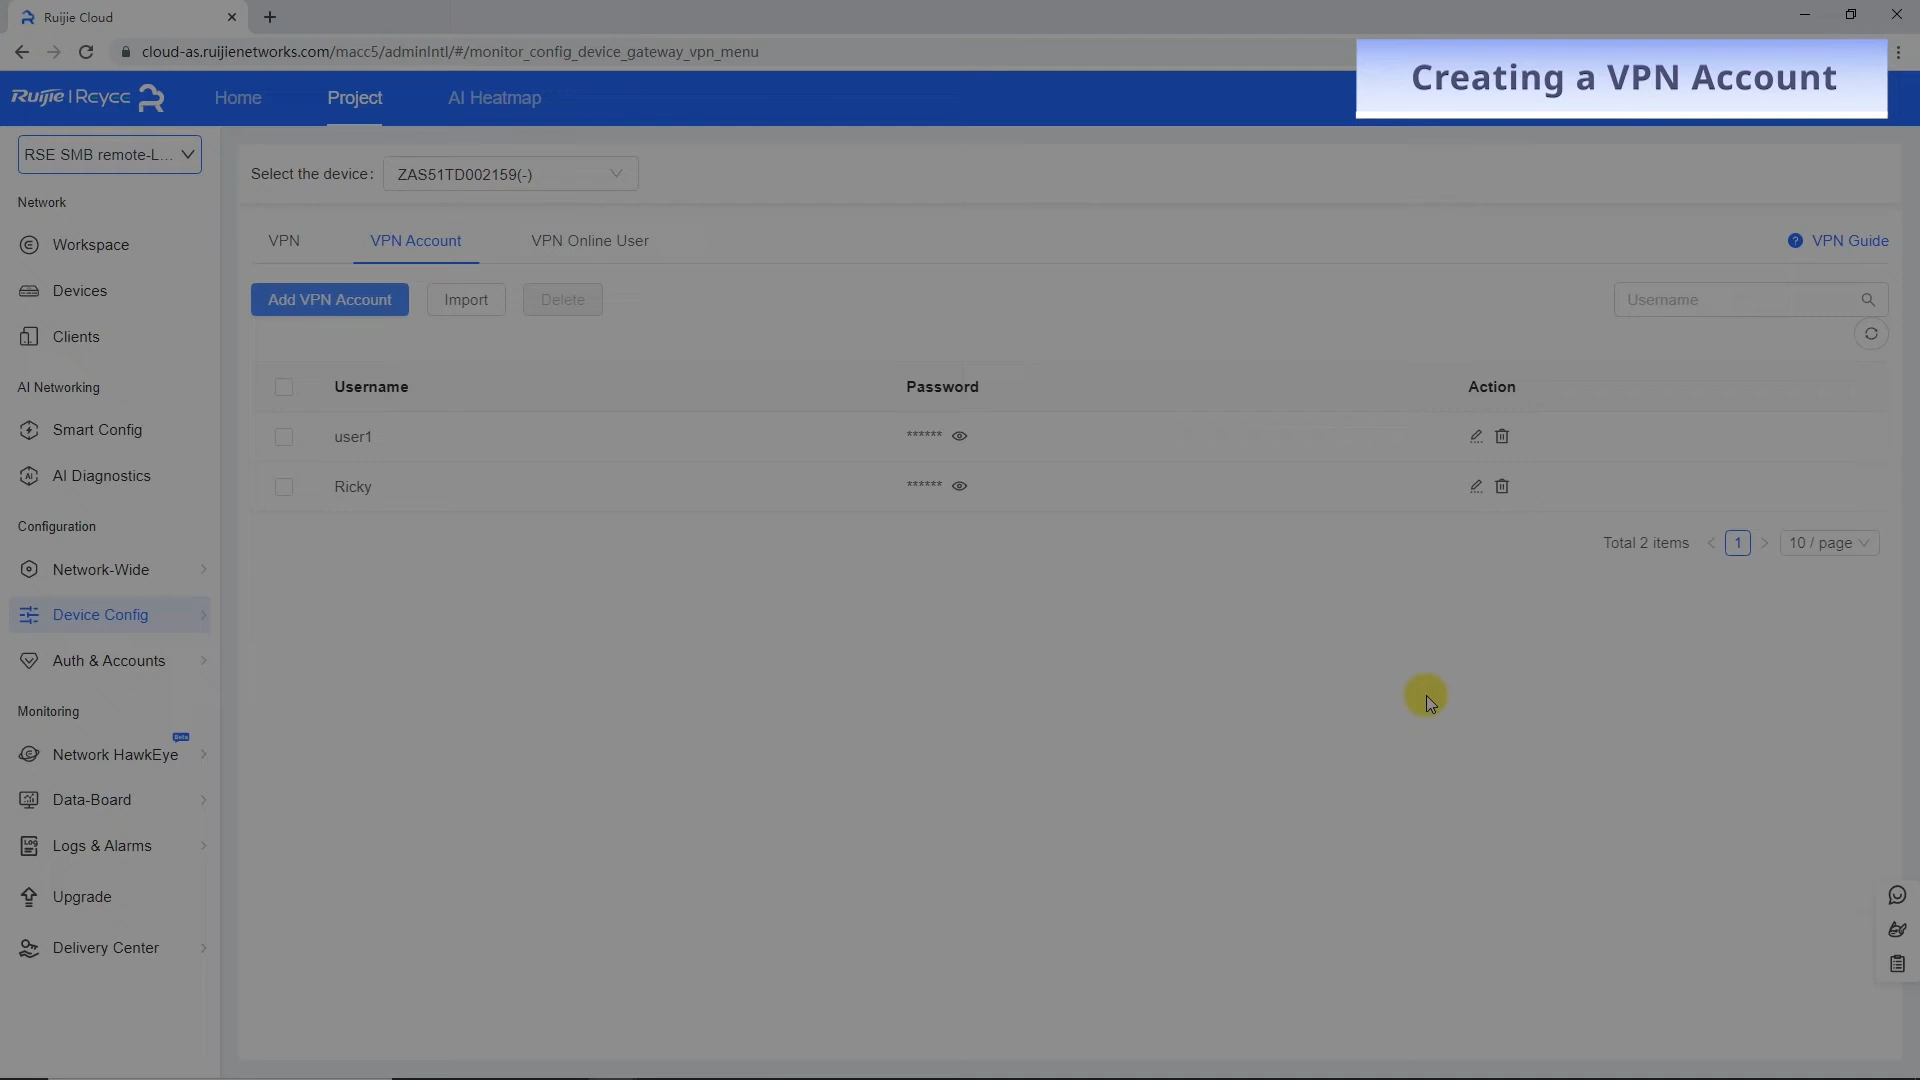 Ruijie Cloud
cloud-as.ruijienetworks.com/macc5/adminIntl/#/monitor_config_device_gateway_vpn_menu
Creating a VPN Account
Ruijie | Rcycc
Home
Project
AI Heatmap
RSE SMB remote-L...
Select the device:
ZAS51TD002159(-)
Network
Workspace
Devices
Clients
AI Networking
Smart Config
AI Diagnostics
Configuration
Network-Wide
Device Config
Auth & Accounts
Monitoring
Beta
Network HawkEye
Data-Board
Logs & Alarms
Upgrade
Delivery Center
VPN
VPN Account
VPN Online User
VPN Guide
Add VPN Account
Import
Delete
Username
Username
Password
Action
user1
******
Ricky
******
Total 2 items
1
10 / page